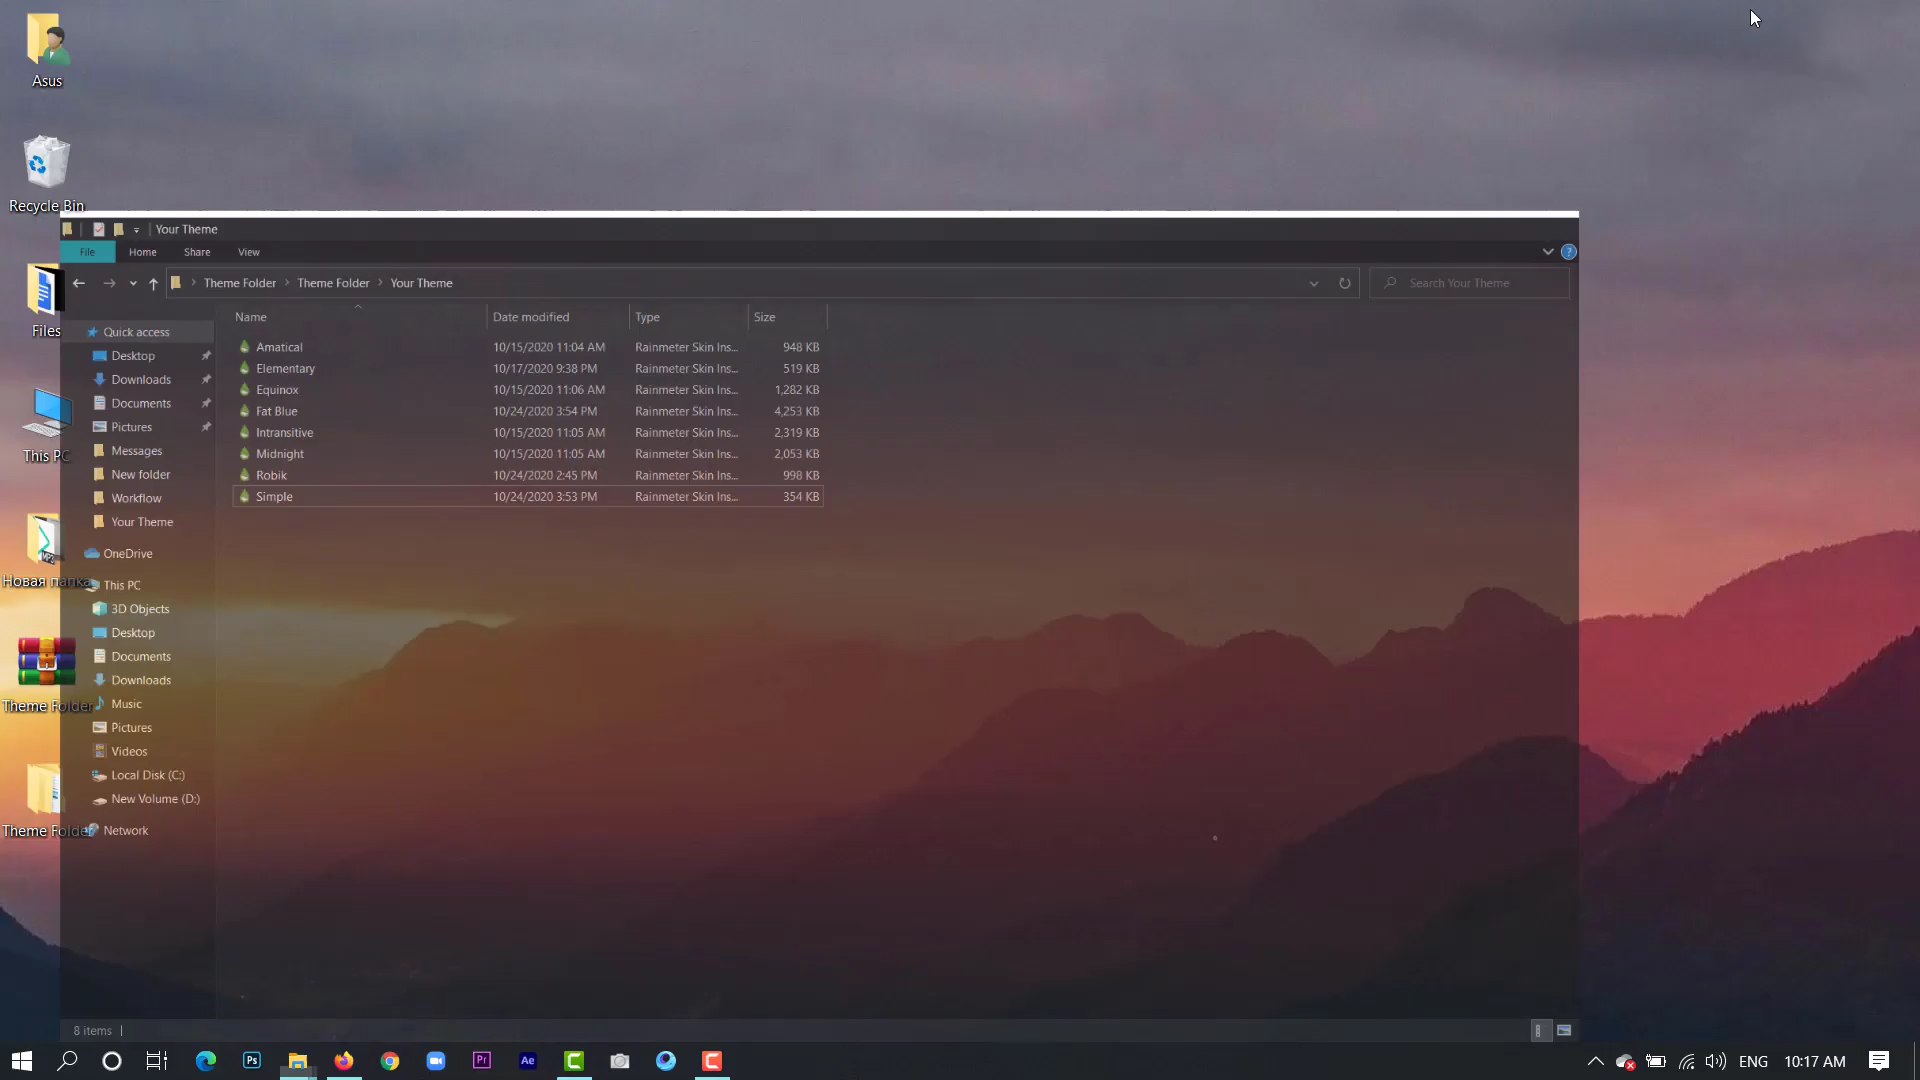 Asus
Recycle Bin
Files
This PC
Новая папка
Theme Folder
Theme Folder
Your Theme
File Home Share View
Theme Folder > Theme Folder > Your Theme
Search Your Theme
Name Date modified Type Size
Amatical 10/15/2020 11:04 AM Rainmeter Skin Ins... 948 KB
Elementary 10/17/2020 9:38 PM Rainmeter Skin Ins... 519 KB
Equinox 10/15/2020 11:06 AM Rainmeter Skin Ins... 1,282 KB
Fat Blue 10/24/2020 3:54 PM Rainmeter Skin Ins... 4,253 KB
Intransitive 10/15/2020 11:05 AM Rainmeter Skin Ins... 2,319 KB
Midnight 10/15/2020 11:05 AM Rainmeter Skin Ins... 2,053 KB
Robik 10/24/2020 2:45 PM Rainmeter Skin Ins... 998 KB
Simple 10/24/2020 3:53 PM Rainmeter Skin Ins... 354 KB
Quick access
Desktop
Downloads
Documents
Pictures
Messages
New folder
Workflow
Your Theme
OneDrive
This PC
3D Objects
Desktop
Documents
Downloads
Music
Pictures
Videos
Local Disk (C:)
New Volume (D:)
Network
8 items
Ps Pr Ae
ENG 10:17 AM